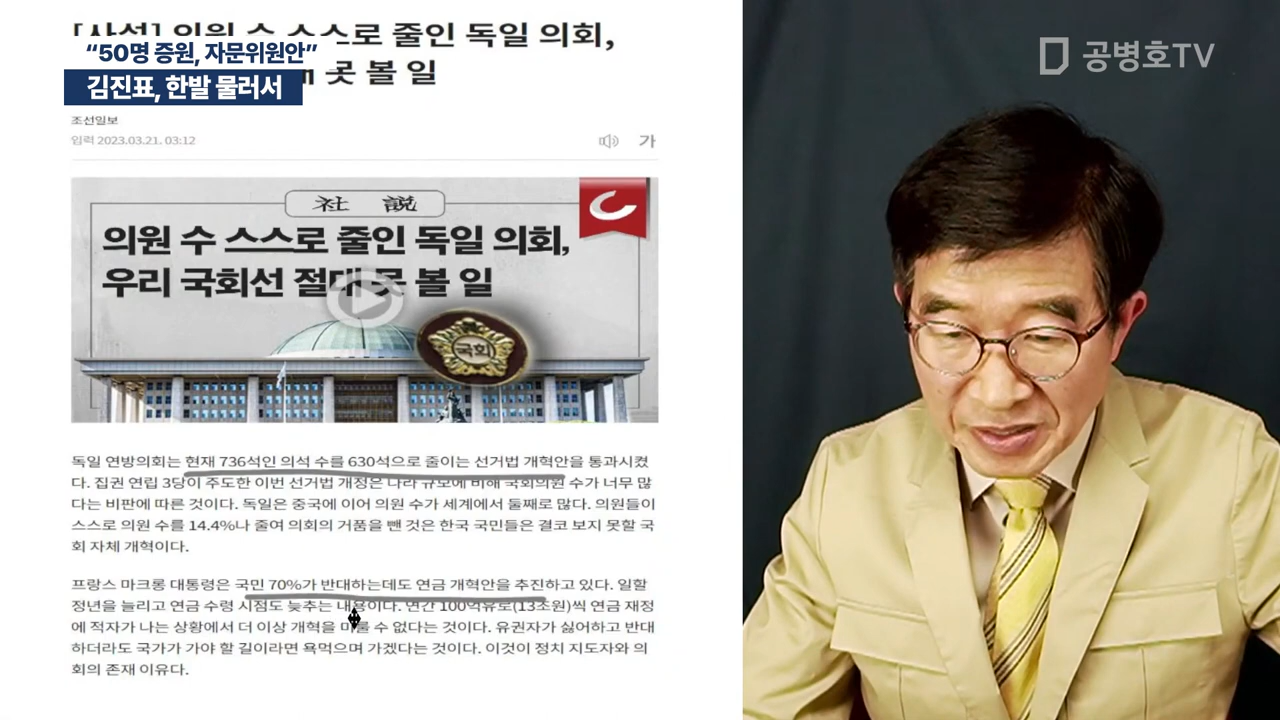 [사설] 의원 수 스스로 줄인 독일 의회,
못 볼 일
“50명 증원, 자문위원안”
김진표, 한발 물러서
공병호TV
조선일보
입력 2023.03.21. 03:12
가
社 説
의원 수 스스로 줄인 독일 의회,
우리 국회선 절대 못 볼 일
국회
독일 연방의회는 현재 736석인 의석 수를 630석으로 줄이는 선거법 개혁안을 통과시켰
다. 집권 연립 3당이 주도한 이번 선거법 개정은 나라 규모에 비해 국회의원 수가 너무 많
다는 비판에 따른 것이다. 독일은 중국에 이어 의원 수가 세계에서 둘째로 많다. 의원들이
스스로 의원 수를 14.4%나 줄여 의회의 거품을 뺀 것은 한국 국민들은 결코 보지 못할 국
회 자체 개혁이다.
프랑스 마크롱 대통령은 국민 70%가 반대하는데도 연금 개혁안을 추진하고 있다. 일할
정년을 늘리고 연금 수령 시점도 늦추는 내용이다. 연간 100억유로(13조원)씩 연금 재정
에 적자가 나는 상황에서 더 이상 개혁을 미룰 수 없다는 것이다. 유권자가 싫어하고 반대
하더라도 국가가 가야 할 길이라면 욕먹으며 가겠다는 것이다. 이것이 정치 지도자와 의
회의 존재 이유다.